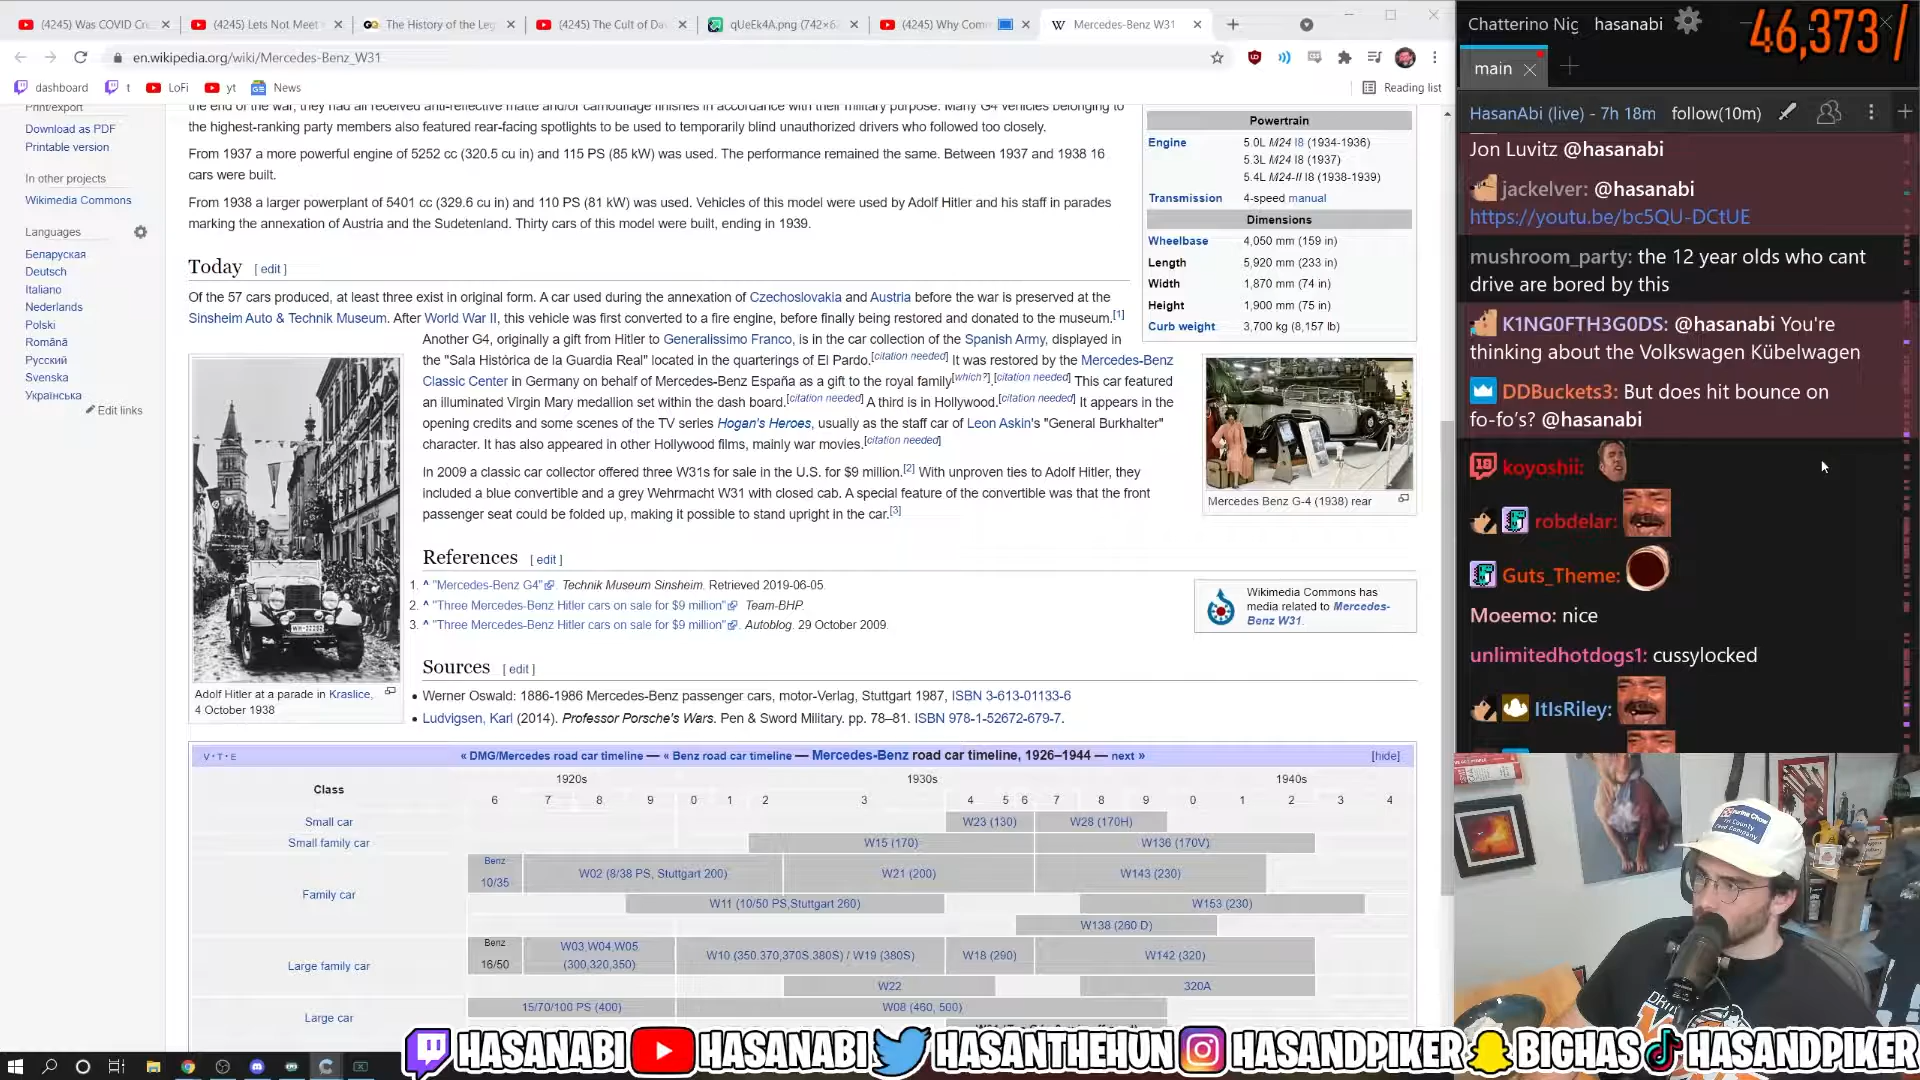 (4245) Was COVID Cre
(4245) Lets Not Meet
The History of the Leg
(4245) The Cult of Da
qUeEk4A.png (742×6
(4245) Why Com
Mercedes-Benz W31
en.wikipedia.org/wiki/Mercedes-Benz_W31
dashboard
t
LoFi
yt
News
Reading list
Print/export
Download as PDF
Printable version
In other projects
Wikimedia Commons
Languages
Беларуская
Deutsch
Italiano
Nederlands
Polski
Română
Русский
Svenska
Українська
Edit links
the end of the war, they had all received anti-reflective matte and/or camouflage finishes in accordance with their military purpose. Many G4 vehicles belonging to
the highest-ranking party members also featured rear-facing spotlights to be used to temporarily blind unauthorized drivers who followed too closely.
From 1937 a more powerful engine of 5252 cc (320.5 cu in) and 115 PS (85 kW) was used. The performance remained the same. Between 1937 and 1938 16
cars were built.
From 1938 a larger powerplant of 5401 cc (329.6 cu in) and 110 PS (81 kW) was used. Vehicles of this model were used by Adolf Hitler and his staff in parades
marking the annexation of Austria and the Sudetenland. Thirty cars of this model were built, ending in 1939.
Today [ edit ]
Of the 57 cars produced, at least three exist in original form. A car used during the annexation of Czechoslovakia and Austria before the war is preserved at the
Sinsheim Auto & Technik Museum. After World War II, this vehicle was first converted to a fire engine, before finally being restored and donated to the museum.[1]
Another G4, originally a gift from Hitler to Generalissimo Franco, is in the car collection of the Spanish Army, displayed in
the "Sala Histórica de la Guardia Real" located in the quarterings of El Pardo.[citation needed] It was restored by the Mercedes-Benz
Classic Center in Germany on behalf of Mercedes-Benz España as a gift to the royal family[which?].[citation needed] This car featured
an illuminated Virgin Mary medallion set within the dash board.[citation needed] A third is in Hollywood.[citation needed] It appears in the
opening credits and some scenes of the TV series Hogan's Heroes, usually as the staff car of Leon Askin's "General Burkhalter"
character. It has also appeared in other Hollywood films, mainly war movies.[citation needed]
In 2009 a classic car collector offered three W31s for sale in the U.S. for $9 million.[2] With unproven ties to Adolf Hitler, they
included a blue convertible and a grey Wehrmacht W31 with closed cab. A special feature of the convertible was that the front
passenger seat could be folded up, making it possible to stand upright in the car.[3]
Adolf Hitler at a parade in Kraslice,
4 October 1938
Powertrain
Engine 5.0L M24 I8 (1934-1936)
5.3L M24 I8 (1937)
5.4L M24-II I8 (1938-1939)
Transmission 4-speed manual
Dimensions
Wheelbase 4,050 mm (159 in)
Length 5,920 mm (233 in)
Width 1,870 mm (74 in)
Height 1,900 mm (75 in)
Curb weight 3,700 kg (8,157 lb)
Mercedes Benz G-4 (1938) rear
References [ edit ]
1. ^ "Mercedes-Benz G4". Technik Museum Sinsheim. Retrieved 2019-06-05.
2. ^ "Three Mercedes-Benz Hitler cars on sale for $9 million" Team-BHP.
3. ^ "Three Mercedes-Benz Hitler cars on sale for $9 million". Autoblog. 29 October 2009.
Wikimedia Commons has
media related to Mercedes-
Benz W31.
Sources [ edit ]
Werner Oswald: 1886-1986 Mercedes-Benz passenger cars, motor-Verlag, Stuttgart 1987, ISBN 3-613-01133-6
Ludvigsen, Karl (2014). Professor Porsche's Wars. Pen & Sword Military. pp. 78–81. ISBN 978-1-52672-679-7.
V · T · E « DMG/Mercedes road car timeline — « Benz road car timeline — Mercedes-Benz road car timeline, 1926–1944 — next » [hide]
Class 1920s 1930s 1940s
6 7 8 9 0 1 2 3 4 5 6 7 8 9 0 1 2 3 4
Small car W23 (130) W28 (170H)
Small family car W15 (170) W136 (170V)
Family car Benz 10/35 W02 (8/38 PS, Stuttgart 200) W21 (200) W143 (230)
W11 (10/50 PS,Stuttgart 260) W153 (230)
W138 (260 D)
Large family car Benz 16/50 W03,W04,W05 (300,320,350) W10 (350.370,370S.380S) / W19 (380S) W18 (290) W142 (320)
W22 320A
Large car 15/70/100 PS (400) W08 (460, 500)
Chatterino Nig
hasanabi
46,373 /
main
HasanAbi (live) - 7h 18m follow(10m)
Jon Luvitz @hasanabi
jackelver: @hasanabi
https://youtu.be/bc5QU-DCtUE
mushroom_party: the 12 year olds who cant
drive are bored by this
K1NG0FTH3G0DS: @hasanabi You're
thinking about the Volkswagen Kübelwagen
DDBuckets3: But does hit bounce on
fo-fo's? @hasanabi
koyoshii:
robdelar:
Guts_Theme:
Moeemo: nice
unlimitedhotdogs1: cussylocked
ItIsRiley:
HASANABI
HASANABI
HASANTHEHUN
HASANDPIKER
BIGHAS
HASANDPIKER